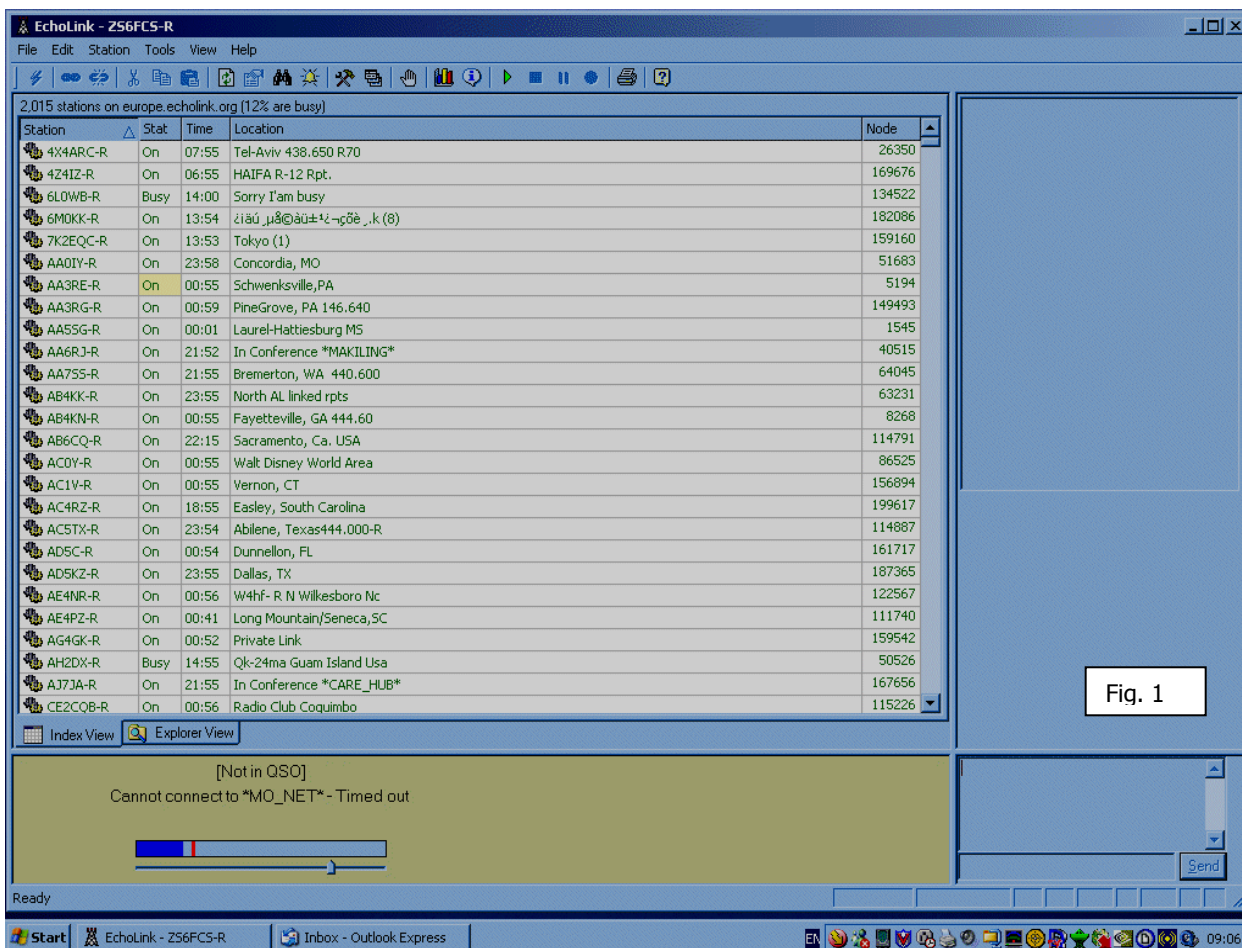 EchoLink - ZS6FCS-R
File Edit Station Tools View Help
2,015 stations on europe.echolink.org (12% are busy)
Station Stat Time Location Node
4X4ARC-R On 07:55 Tel-Aviv 438.650 R70 26350
4Z4IZ-R On 06:55 HAIFA R-12 Rpt. 169676
6L0WB-R Busy 14:00 Sorry I'am busy 134522
6M0KK-R On 13:54 ¿ìäú¸µå©àü±¹¿¬çõè¸.k (8) 182086
7K2EQC-R On 13:53 Tokyo (1) 159160
AA0IY-R On 23:58 Concordia, MO 51683
AA3RE-R On 00:55 Schwenksville,PA 5194
AA3RG-R On 00:59 PineGrove, PA 146.640 149493
AA5SG-R On 00:01 Laurel-Hattiesburg MS 1545
AA6RJ-R On 21:52 In Conference *MAKILING* 40515
AA7SS-R On 21:55 Bremerton, WA 440.600 64045
AB4KK-R On 23:55 North AL linked rpts 63231
AB4KN-R On 00:55 Fayetteville, GA 444.60 8268
AB6CQ-R On 22:15 Sacramento, Ca. USA 114791
AC0Y-R On 00:55 Walt Disney World Area 86525
AC1V-R On 00:55 Vernon, CT 156894
AC4RZ-R On 18:55 Easley, South Carolina 199617
AC5TX-R On 23:54 Abilene, Texas444.000-R 114887
AD5C-R On 00:54 Dunnellon, FL 161717
AD5KZ-R On 23:55 Dallas, TX 187365
AE4NR-R On 00:56 W4hf- R N Wilkesboro Nc 122567
AE4PZ-R On 00:41 Long Mountain/Seneca,SC 111740
AG4GK-R On 00:52 Private Link 159542
AH2DX-R Busy 14:55 Qk-24ma Guam Island Usa 50526
AJ7JA-R On 21:55 In Conference *CARE_HUB* 167656
CE2CQB-R On 00:56 Radio Club Coquimbo 115226
Fig. 1
Index View Explorer View
[Not in QSO]
Cannot connect to *MO_NET* - Timed out
Send
Ready
Start EchoLink - ZS6FCS-R Inbox - Outlook Express EN 09:06